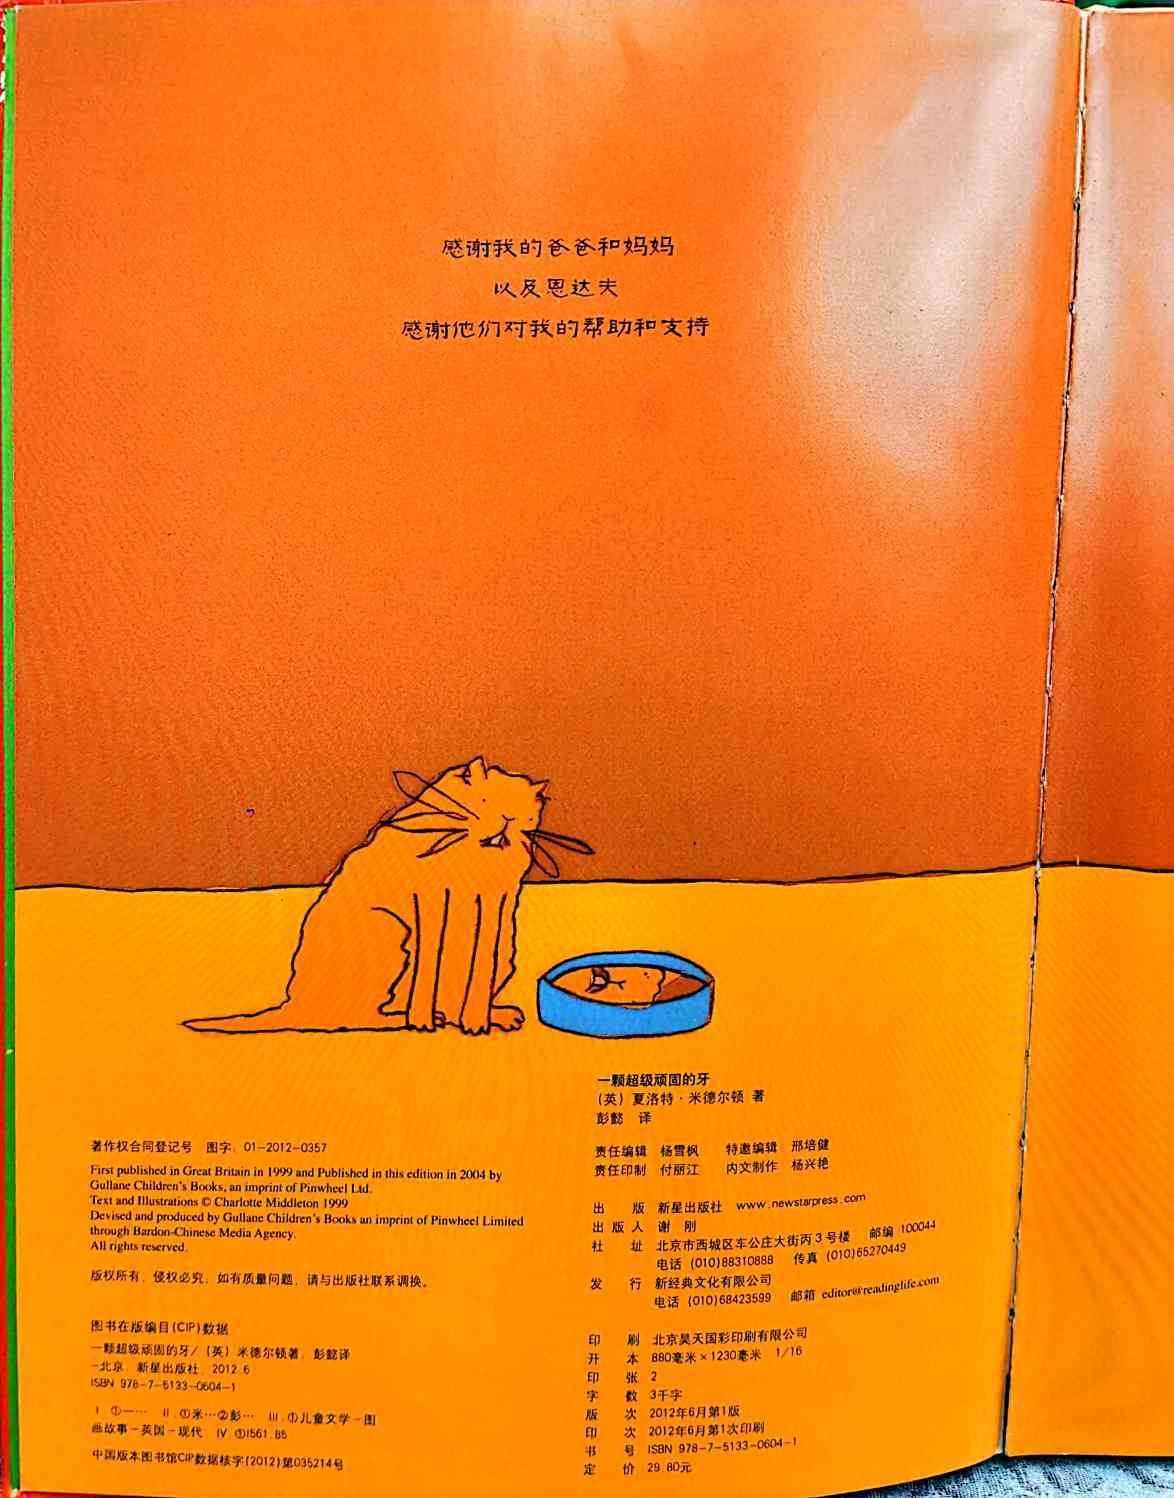 感谢我的爸爸和妈妈
以及恩达夫
感谢他们对我的帮助和支持
著作权合同登记号 图字：01-2012-0357
First published in Great Britain in 1999 and Published in this edition in 2004 by
Gullane Children's Books, an imprint of Pinwheel Ltd.
Text and Illustrations © Charlotte Middleton 1999
Devised and produced by Gullane Children's Books an imprint of Pinwheel Limited
through Bardon-Chinese Media Agency.
All rights reserved.
版权所有，侵权必究，如有质量问题，请与出版社联系调换。
图书在版编目(CIP)数据
一颗超级顽固的牙/（英）米德尔顿著，彭懿译
-北京：新星出版社，2012.6
ISBN 978-7-5133-0604-1
Ⅰ.①一… Ⅱ.①米…②彭… Ⅲ.①儿童文学－图
画故事－英国－现代 Ⅳ.①I561.85
中国版本图书馆CIP数据核字(2012)第035214号
一颗超级顽固的牙
（英）夏洛特·米德尔顿 著
彭懿 译
责任编辑 杨雪枫 特邀编辑 邢培健
责任印制 付丽江 内文制作 杨兴艳
出 版 新星出版社 www.newstarpress.com
出版人 谢 刚
社 址 北京市西城区车公庄大街丙3号楼 邮编 100044
电话 (010)88310888 传真 (010)65270449
发 行 新经典文化有限公司
电话 (010)68423599 邮箱 editor@readinglife.com
印 刷 北京昊天国彩印刷有限公司
开 本 880毫米×1230毫米 1/16
印 张 2
字 数 3千字
版 次 2012年6月第1版
印 次 2012年6月第1次印刷
书 号 ISBN 978-7-5133-0604-1
定 价 29.80元